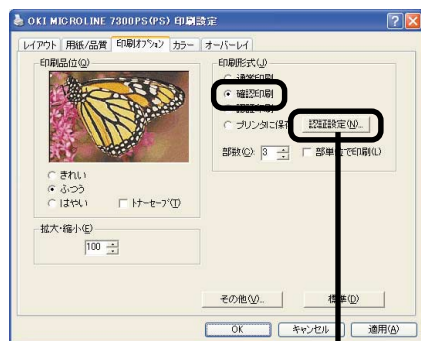 OKI MICROLINE 7300PS(PS) 印刷設定
レイアウト 用紙/品質 印刷オプション カラー オーバーレイ
印刷品位(Q)
きれい
ふつう
はやい
トナーセーブ(T)
拡大・縮小(E)
100
印刷形式(J)
通常印刷
確認印刷
認証印刷
プリンタに保存
認証設定(N)...
部数(C): 3 部単位で印刷(L)
その他(V)... 標準(D)
OK キャンセル 適用(A)